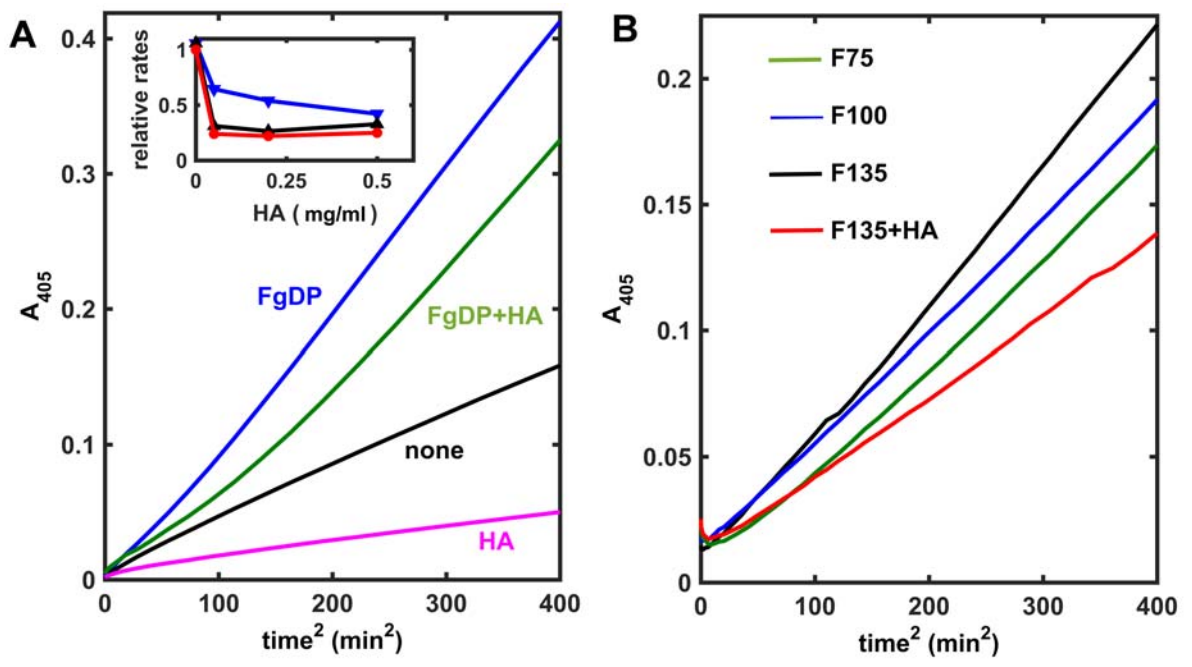 A
0.4
0.3
0.2
0.1
0
A405
0
100
200
300
400
time2 (min2)
FgDP
FgDP+HA
none
HA
relative rates
1
0.5
0
0
0.25
0.5
HA ( mg/ml )
B
0.2
0.15
0.1
0.05
0
A405
0
100
200
300
400
time2 (min2)
F75
F100
F135
F135+HA